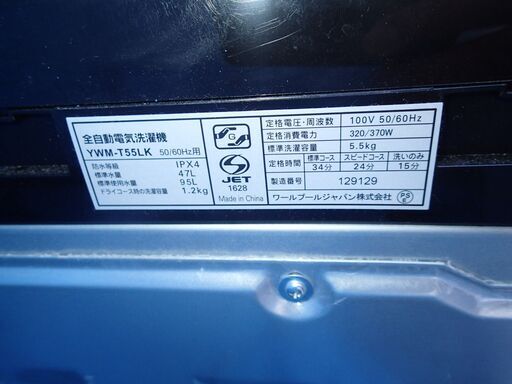 全自動電気洗濯機
YWM-T55LK 50/60Hz用
防水等級 IPX4
標準水量 47L
標準使用水量 95L
ドライコース時の洗濯容量 1.2kg
G
S
JET
1628
Made in China
定格電圧・周波数 100V 50/60Hz
定格消費電力 320/370W
標準洗濯容量 5.5kg
定格時間 標準コース スピードコース 洗いのみ
34分 24分 15分
製造番号 129129
ワールプールジャパン株式会社
PS
E